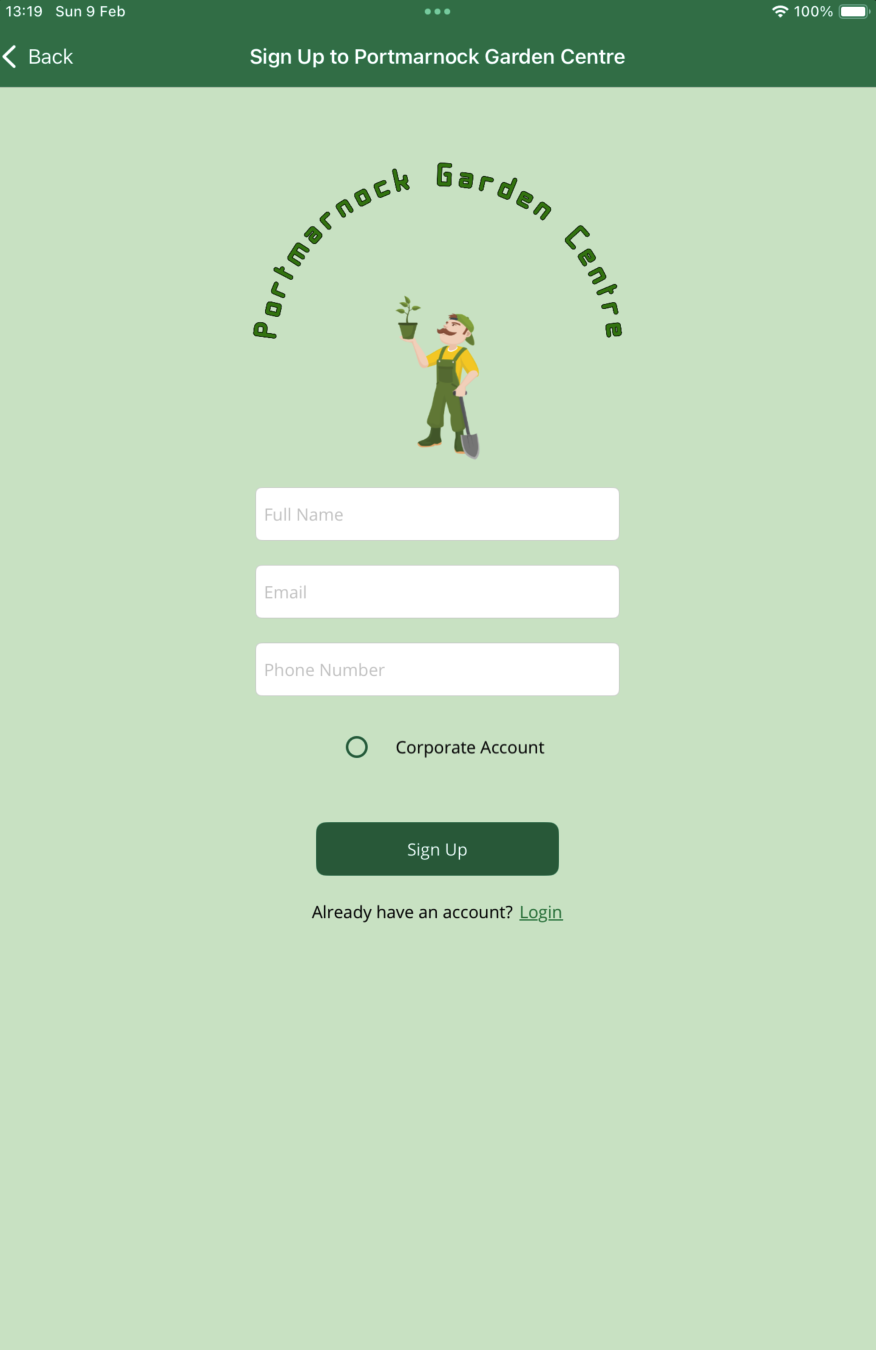 13:19 Sun 9 Feb
100%
Back
Sign Up to Portmarnock Garden Centre
Portmarnock Garden Centre
Full Name
Email
Phone Number
Corporate Account
Sign Up
Already have an account? Login